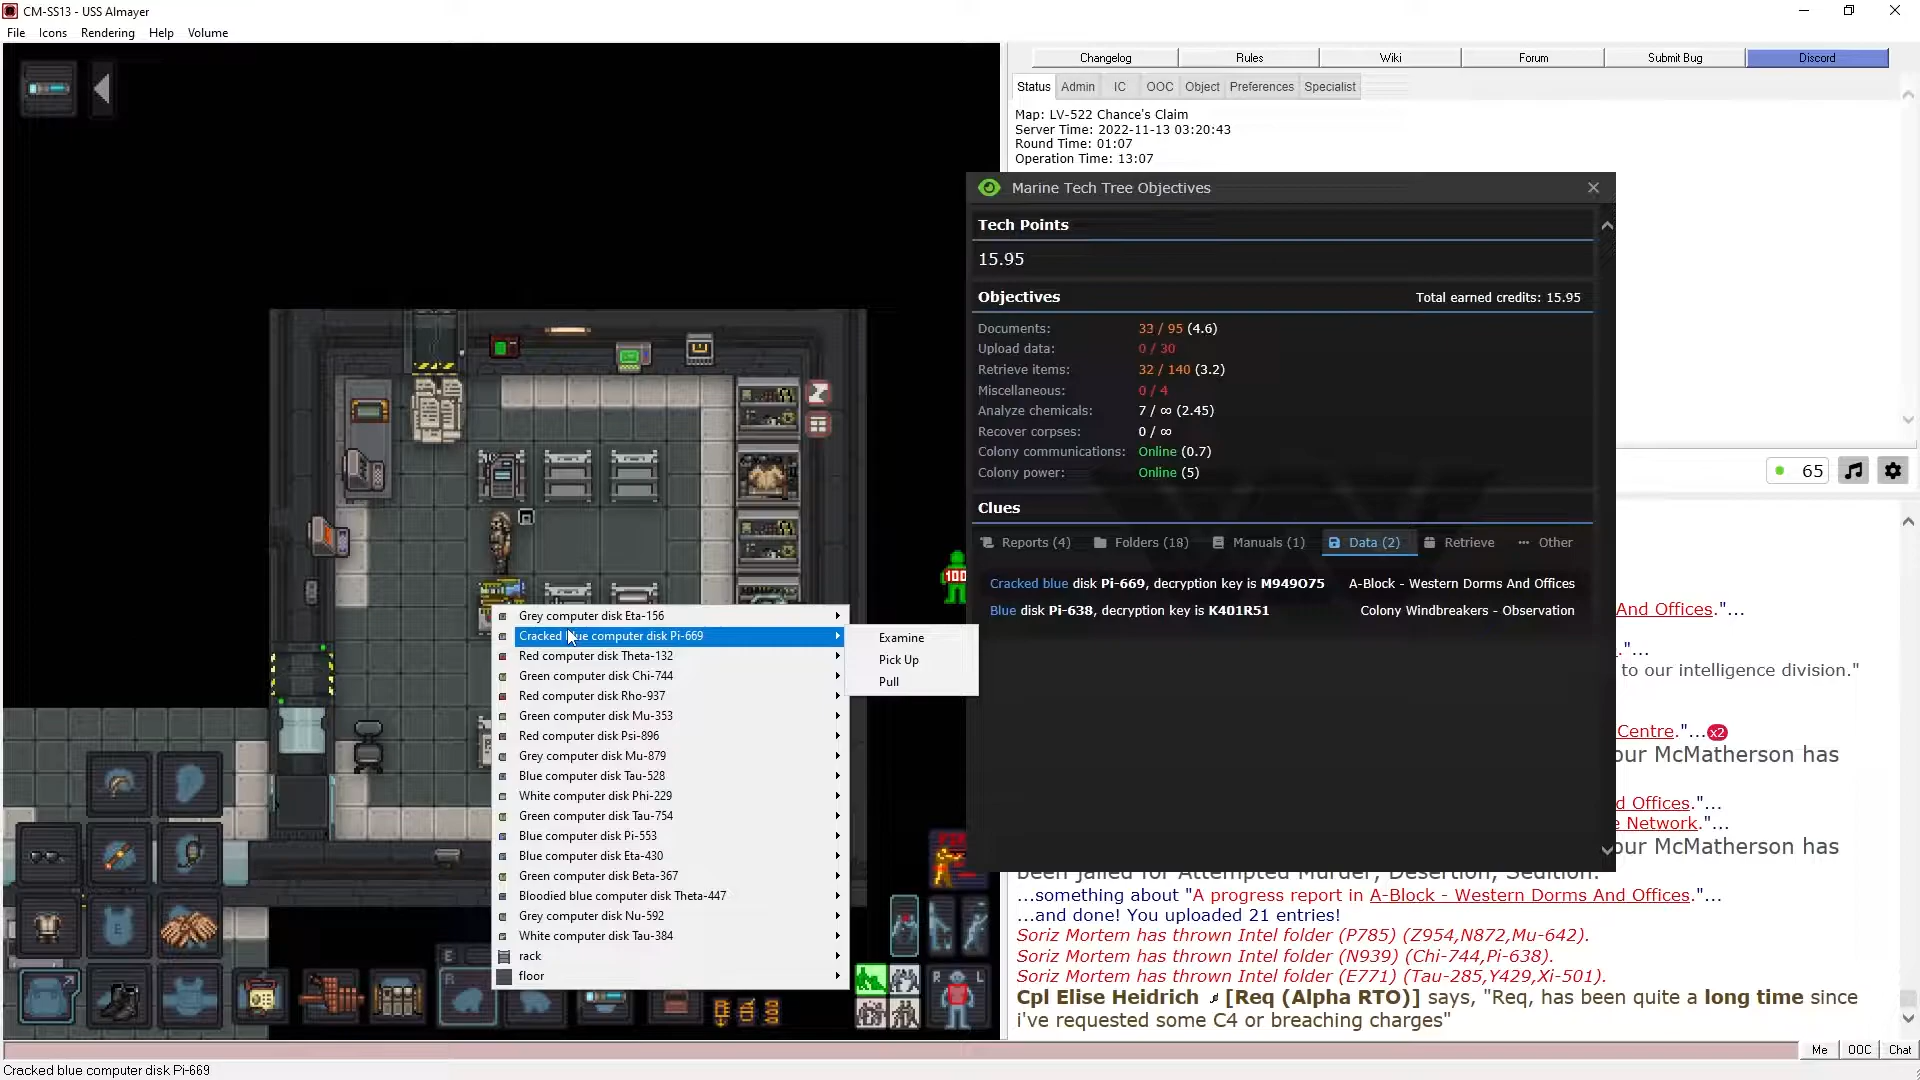 CM-SS13 - USS Almayer
File Icons Rendering Help Volume
Changelog Rules Wiki Forum Submit Bug Discord
Status Admin IC OOC Object Preferences Specialist
Map: LV-522 Chance's Claim
Server Time: 2022-11-13 03:20:43
Round Time: 01:07
Operation Time: 13:07
Marine Tech Tree Objectives
Tech Points
15.95
Objectives Total earned credits: 15.95
Documents: 33 / 95 (4.6)
Upload data: 0 / 30
Retrieve items: 32 / 140 (3.2)
Miscellaneous: 0 / 4
Analyze chemicals: 7 / ∞ (2.45)
Recover corpses: 0 / ∞
Colony communications: Online (0.7)
Colony power: Online (5)
Clues
Reports (4) Folders (18) Manuals (1) Data (2) Retrieve ··· Other
Cracked blue disk Pi-669, decryption key is M949O75 A-Block - Western Dorms And Offices
Blue disk Pi-638, decryption key is K401R51 Colony Windbreakers - Observation
65
100
Grey computer disk Eta-156
Cracked blue computer disk Pi-669
Red computer disk Theta-132
Green computer disk Chi-744
Red computer disk Rho-937
Green computer disk Mu-353
Red computer disk Psi-896
Grey computer disk Mu-879
Blue computer disk Tau-528
White computer disk Phi-229
Green computer disk Tau-754
Blue computer disk Pi-553
Blue computer disk Eta-430
Green computer disk Beta-367
Bloodied blue computer disk Theta-447
Grey computer disk Nu-592
White computer disk Tau-384
rack
floor
Examine
Pick Up
Pull
E
R
R L
And Offices."...
."...
to our intelligence division."
Centre."...x2
our McMatherson has
d Offices."...
e Network."...
our McMatherson has
been jailed for Attempted Murder, Desertion, Sedition.
...something about "A progress report in A-Block - Western Dorms And Offices."...
...and done! You uploaded 21 entries!
Soriz Mortem has thrown Intel folder (P785) (Z954,N872,Mu-642).
Soriz Mortem has thrown Intel folder (N939) (Chi-744,Pi-638).
Soriz Mortem has thrown Intel folder (E771) (Tau-285,Y429,Xi-501).
Cpl Elise Heidrich [Req (Alpha RTO)] says, "Req, has been quite a long time since
i've requested some C4 or breaching charges"
Me OOC Chat
Cracked blue computer disk Pi-669